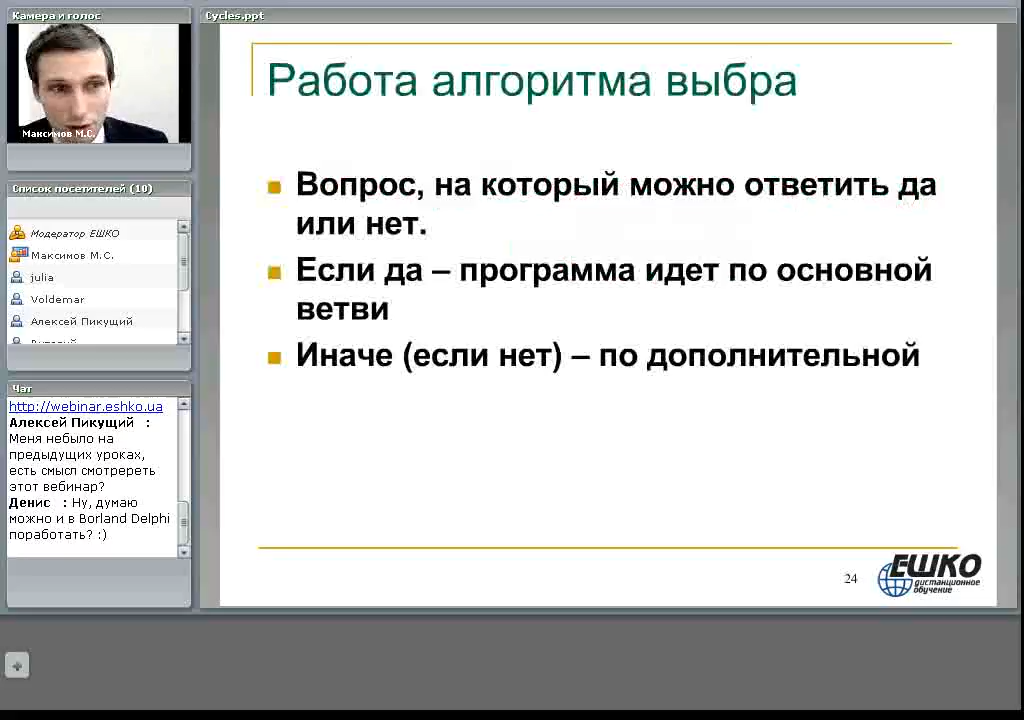 Камера и голос
Максимов М.С.
Список посетителей (10)
Модератор ЕШКО
Максимов М.С.
julia
Voldemar
Алексей Пикущий
Чат
http://webinar.eshko.ua
Алексей Пикущий :
Меня небыло на
предыдущих уроках,
есть смысл смотререть
этот вебинар?
Денис : Ну, думаю
можно и в Borland Delphi
поработать? :)
Cycles.ppt
Работа алгоритма выбра
Вопрос, на который можно ответить да
или нет.
Если да – программа идет по основной
ветви
Иначе (если нет) – по дополнительной
24
ЕШКО
дистанционное
обучение